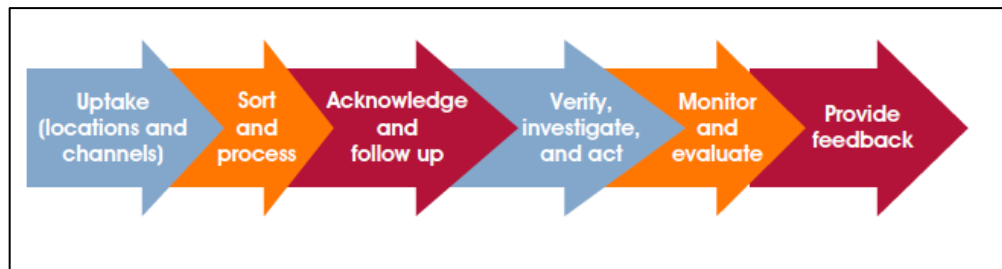 Uptake
(locations and
channels)
Sort
and
process
Acknowledge
and
follow up
Verify,
investigate,
and act
Monitor
and
evaluate
Provide
feedback